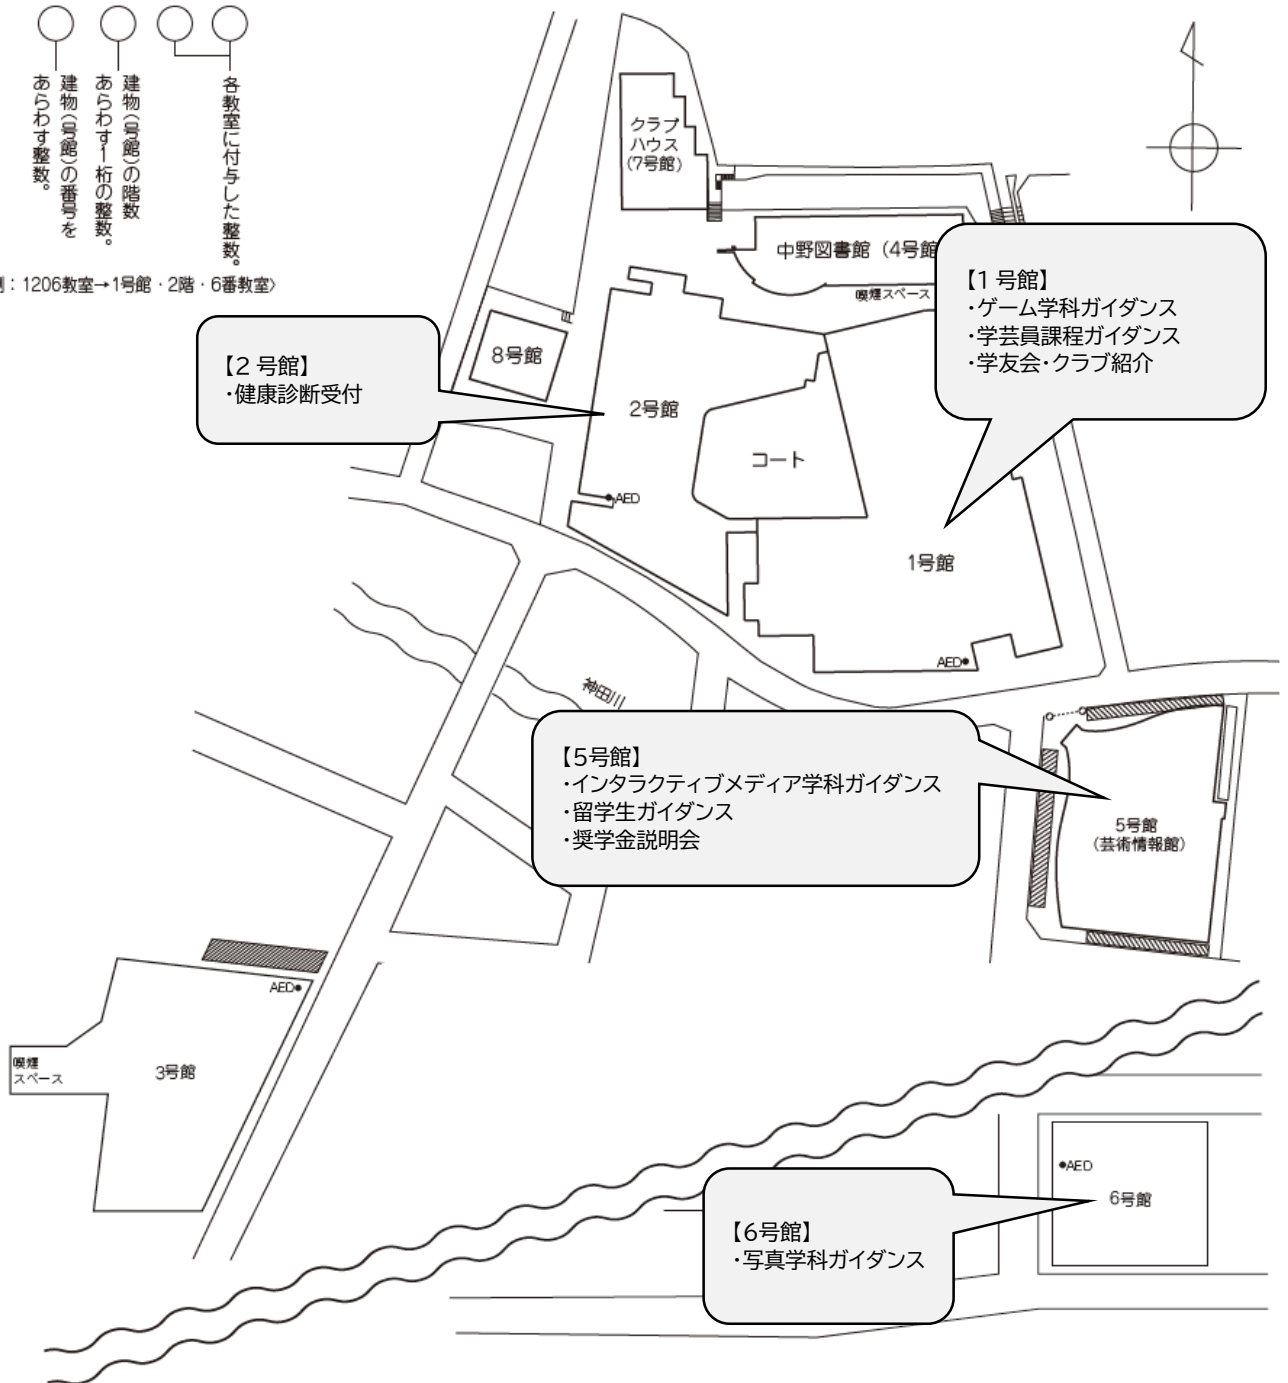 建物(号館)の番号を
あらわす整数。
建物(号館)の階数
あらわす1桁の整数。
各教室に付与した整数。
：1206教室→1号館・2階・6番教室〉
クラブ
ハウス
(7号館)
中野図書館（4号館
喫煙スペース
【1 号館】
・ゲーム学科ガイダンス
・学芸員課程ガイダンス
・学友会・クラブ紹介
【2 号館】
・健康診断受付
8号館
2号館
コート
AED
1号館
AED
神田川
【5号館】
・インタラクティブメディア学科ガイダンス
・留学生ガイダンス
・奨学金説明会
5号館
（芸術情報館）
AED
喫煙
スペース
3号館
AED
6号館
【6号館】
・写真学科ガイダンス